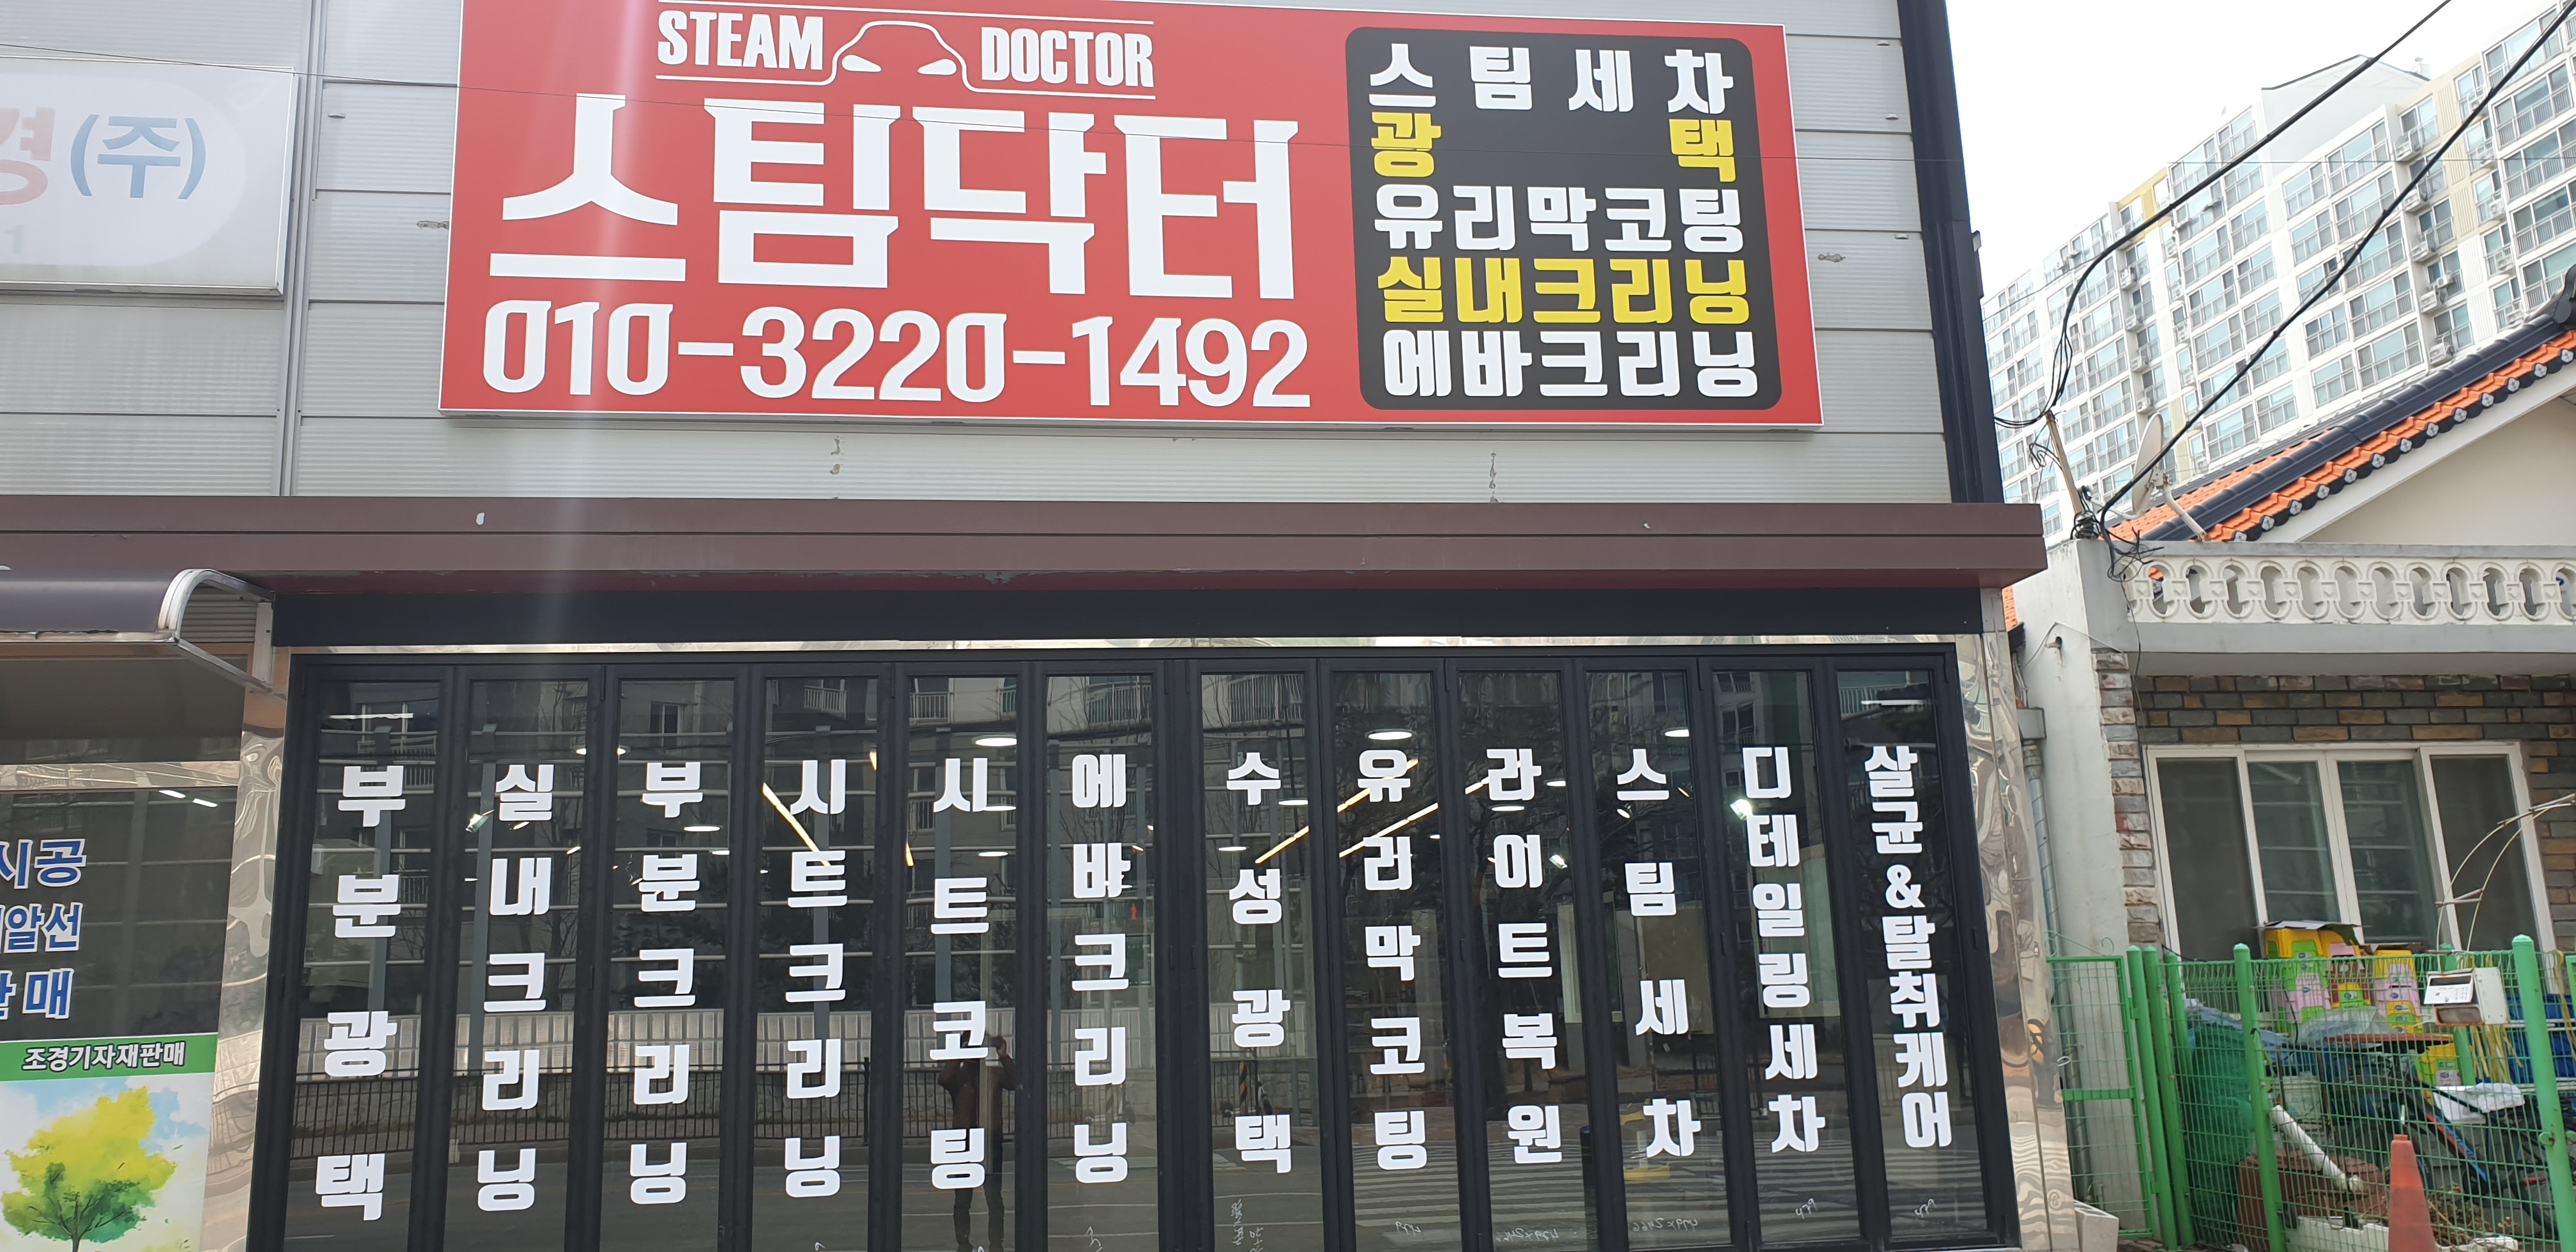 STEAM DOCTOR
스팀닥터
010-3220-1492
스팀세차
광택
유리막코팅
실내크리닝
에바크리닝
(주)
1
부분광택
실내크리닝
부분크리닝
시트크리닝
시트코팅
에바크리닝
수성광택
유리막코팅
라이트복원
스팀세차
디테일링세차
살균&탈취케어
시공
알선
판매
조경기자재판매